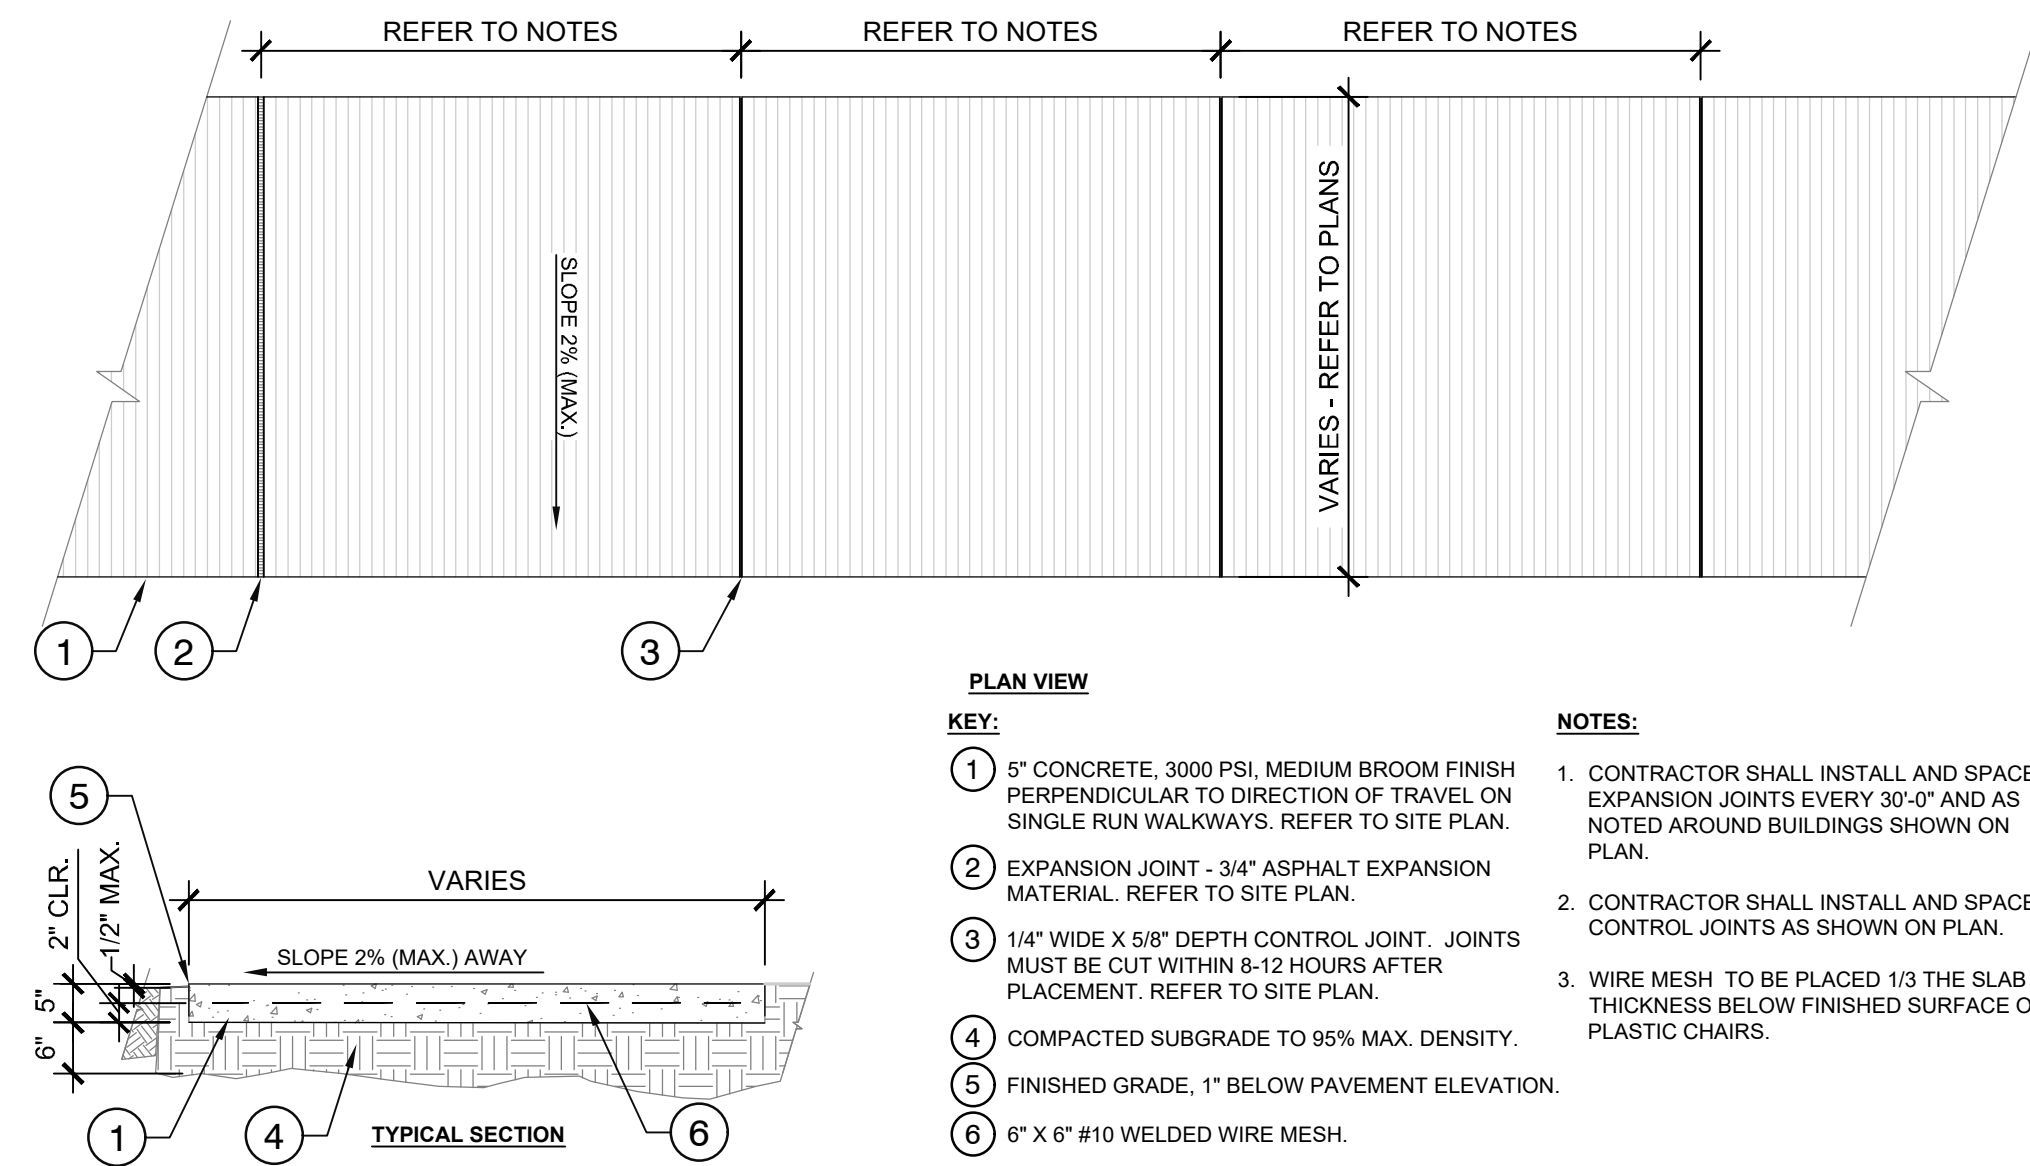 REFER TO NOTES
REFER TO NOTES
REFER TO NOTES
SLOPE 2% (MAX.)
VARIES - REFER TO PLANS
1
2
3
PLAN VIEW
KEY:
1 5" CONCRETE, 3000 PSI, MEDIUM BROOM FINISH
PERPENDICULAR TO DIRECTION OF TRAVEL ON
SINGLE RUN WALKWAYS. REFER TO SITE PLAN.
2 EXPANSION JOINT - 3/4" ASPHALT EXPANSION
MATERIAL. REFER TO SITE PLAN.
3 1/4" WIDE X 5/8" DEPTH CONTROL JOINT. JOINTS
MUST BE CUT WITHIN 8-12 HOURS AFTER
PLACEMENT. REFER TO SITE PLAN.
4 COMPACTED SUBGRADE TO 95% MAX. DENSITY.
5 FINISHED GRADE, 1" BELOW PAVEMENT ELEVATION.
6 6" X 6" #10 WELDED WIRE MESH.
NOTES:
1. CONTRACTOR SHALL INSTALL AND SPACE
EXPANSION JOINTS EVERY 30'-0" AND AS
NOTED AROUND BUILDINGS SHOWN ON
PLAN.
2. CONTRACTOR SHALL INSTALL AND SPACE
CONTROL JOINTS AS SHOWN ON PLAN.
3. WIRE MESH TO BE PLACED 1/3 THE SLAB
THICKNESS BELOW FINISHED SURFACE
PLASTIC CHAIRS.
5
2" CLR.
1/2" MAX.
VARIES
SLOPE 2% (MAX.) AWAY
5"
6"
1
4
TYPICAL SECTION
6